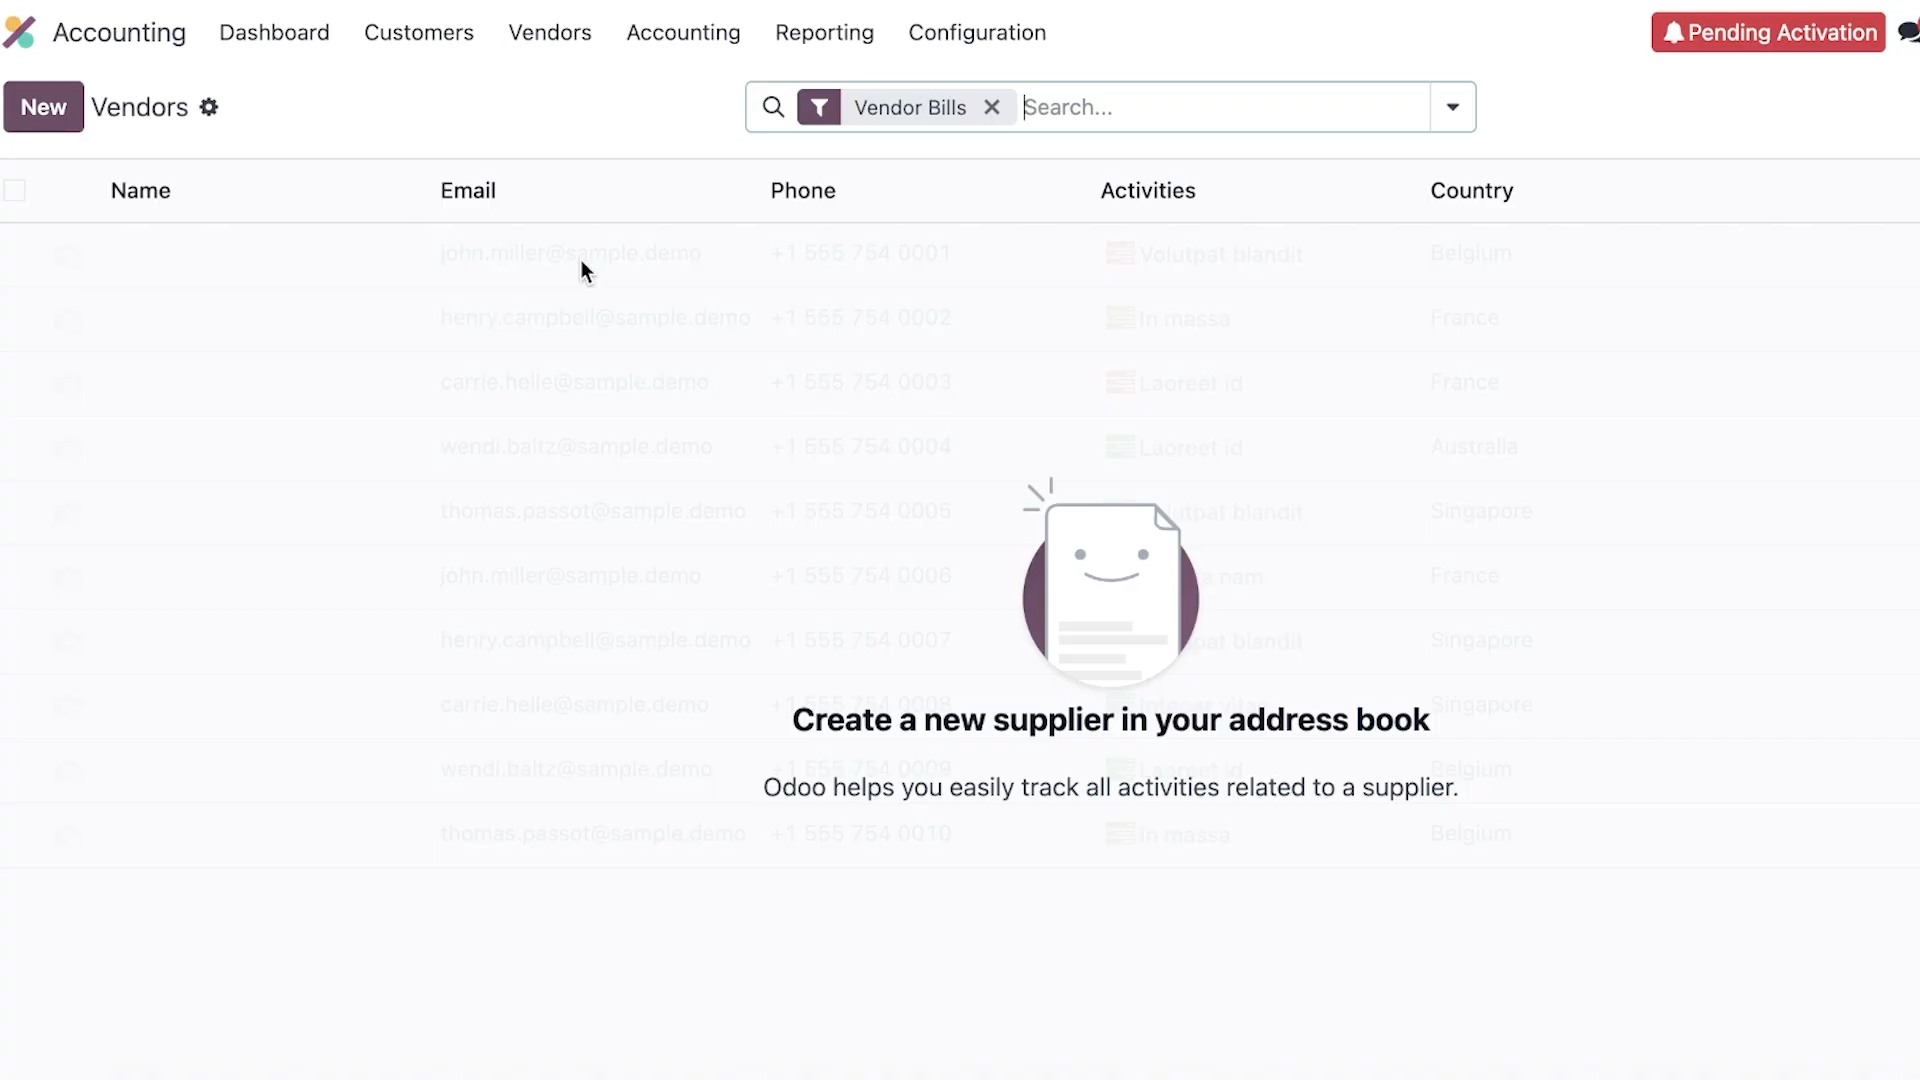 Accounting Dashboard Customers Vendors Accounting Reporting Configuration Pending Activation
New Vendors Vendor Bills Search...
Name Email Phone Activities Country
john.miller@sample.demo +1 555 754 0001 Volutpat blandit Belgium
henry.campbell@sample.demo +1 555 754 0002 In massa France
carrie.helle@sample.demo +1 555 754 0003 Laoreet id France
wendi.baltz@sample.demo +1 555 754 0004 Laoreet id Australia
thomas.passot@sample.demo +1 555 754 0005 utpat blandit Singapore
john.miller@sample.demo +1 555 754 0006 a nam France
henry.campbell@sample.demo +1 555 754 0007 pat blandit Singapore
carrie.helle@sample.demo +1 555 754 0008 Integer vitae Singapore
Create a new supplier in your address book
wendi.baltz@sample.demo +1 555 754 0009 Laoreet id Belgium
Odoo helps you easily track all activities related to a supplier.
thomas.passot@sample.demo +1 555 754 0010 In massa Belgium